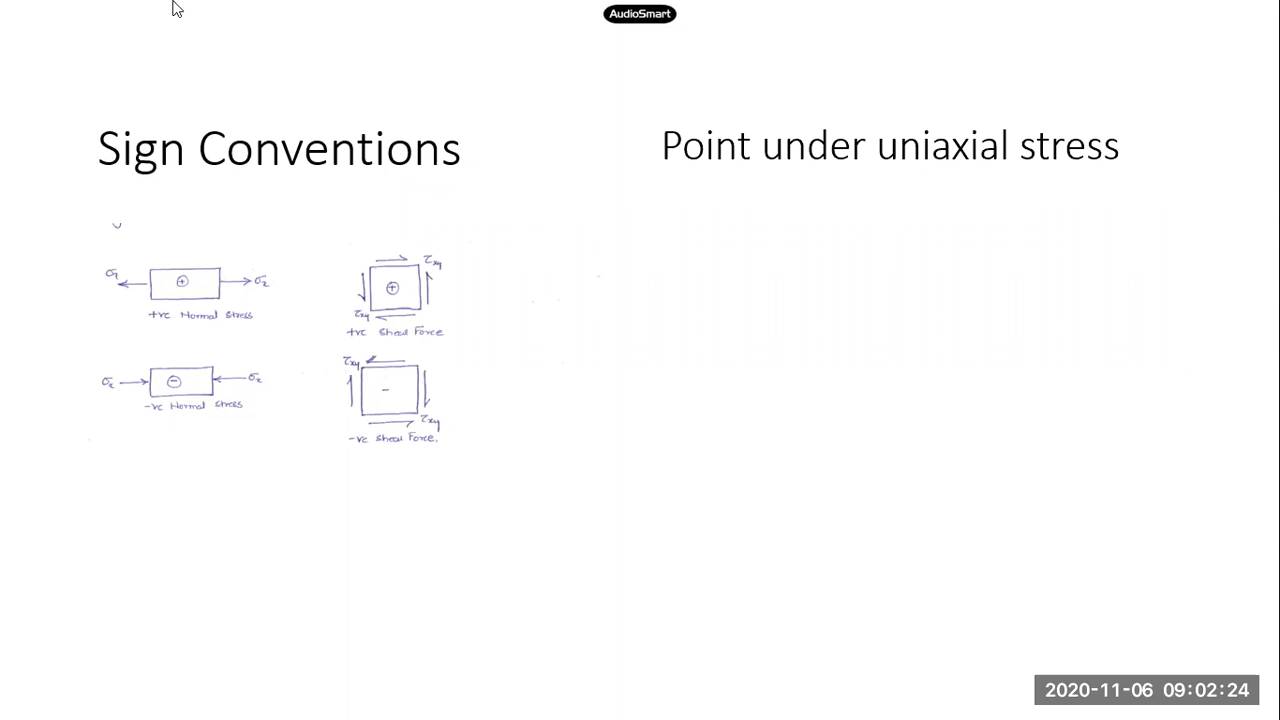 AudioSmart
Sign Conventions
Point under uniaxial stress
σx
⊕
σx
+ve Normal Stress
τxy
⊕
τxy
+ve Shear Force
σx
⊖
σx
-ve Normal Stress
τxy
-
τxy
-ve Shear Force.
2020-11-06 09:02:24